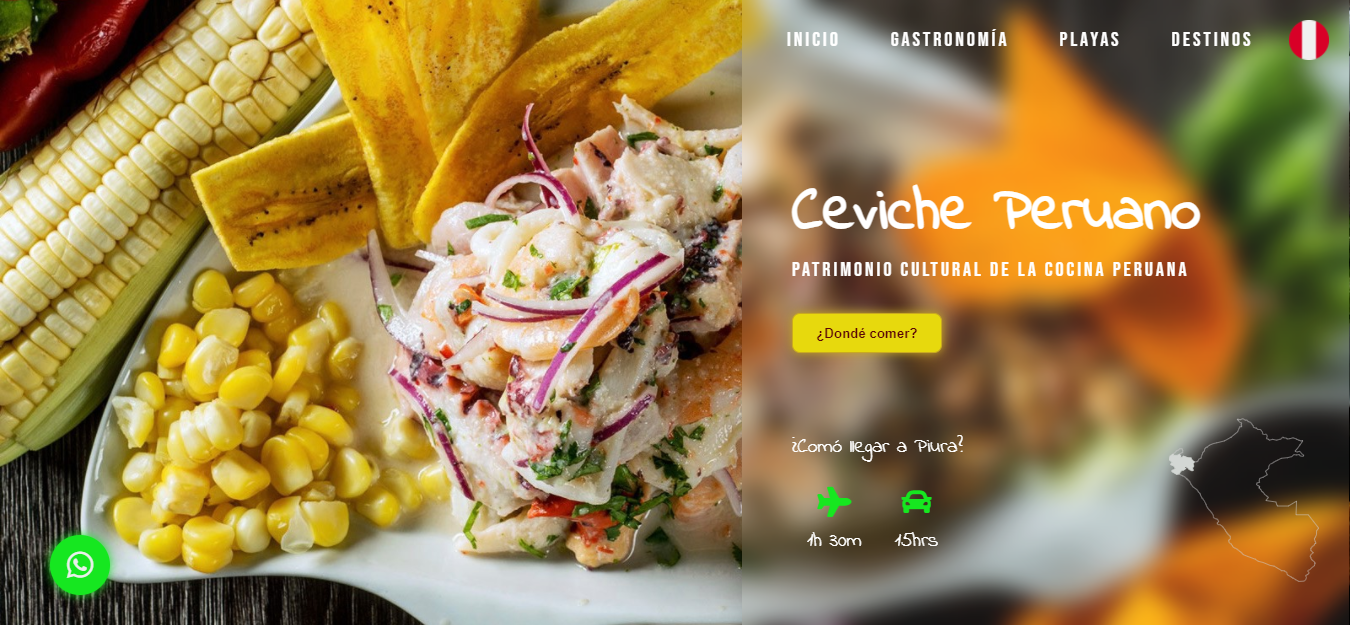 INICIO GASTRONOMÍA PLAYAS DESTINOS
Ceviche Peruano
PATRIMONIO CULTURAL DE LA COCINA PERUANA
¿Dondé comer?
¿Comó llegar a Piura?
1h 30m 15hrs